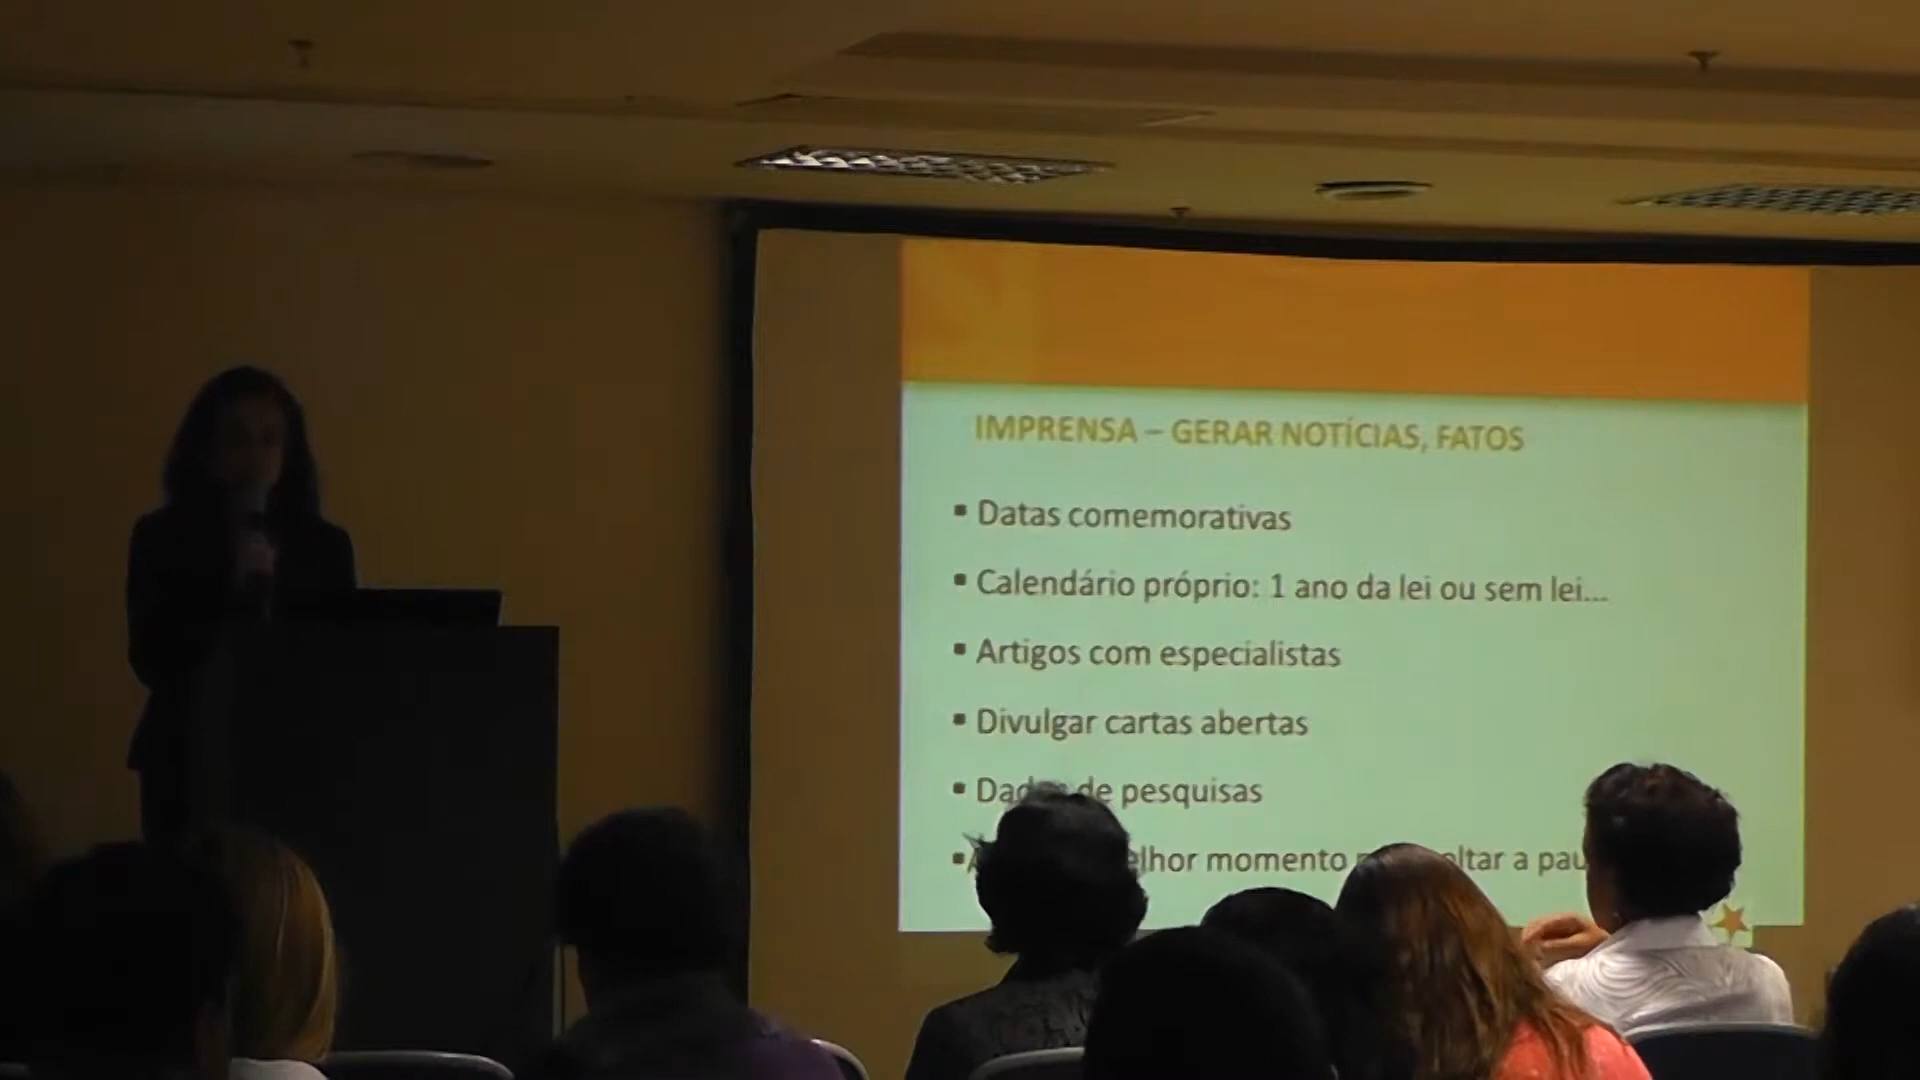 IMPRENSA – GERAR NOTÍCIAS, FATOS
▪ Datas comemorativas
▪ Calendário próprio: 1 ano da lei ou sem lei...
▪ Artigos com especialistas
▪ Divulgar cartas abertas
▪ Dados de pesquisas
▪ momento a